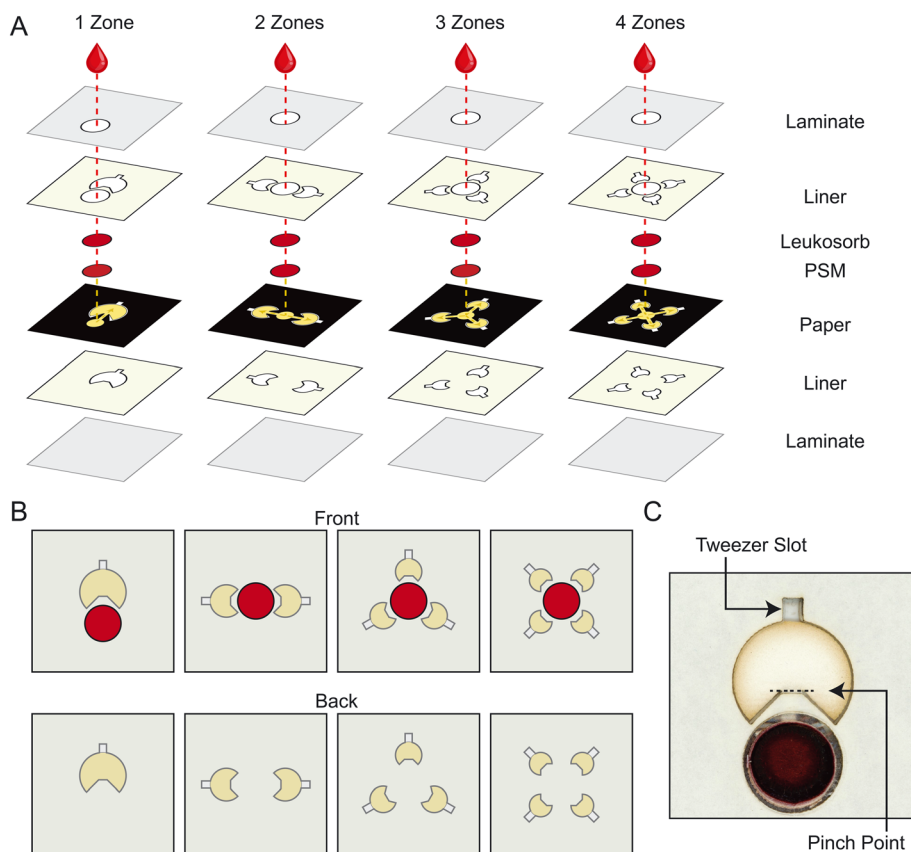 A
1 Zone
2 Zones
3 Zones
4 Zones
Laminate
Liner
Leukosorb
PSM
Paper
Liner
Laminate
B
Front
Back
C
Tweezer Slot
Pinch Point